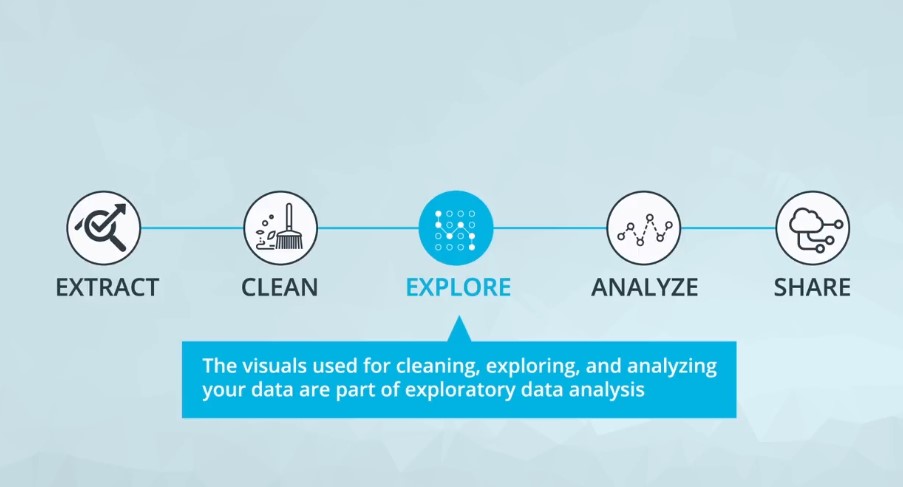 EXTRACT
CLEAN
EXPLORE
ANALYZE
SHARE
The visuals used for cleaning, exploring, and analyzing
your data are part of exploratory data analysis